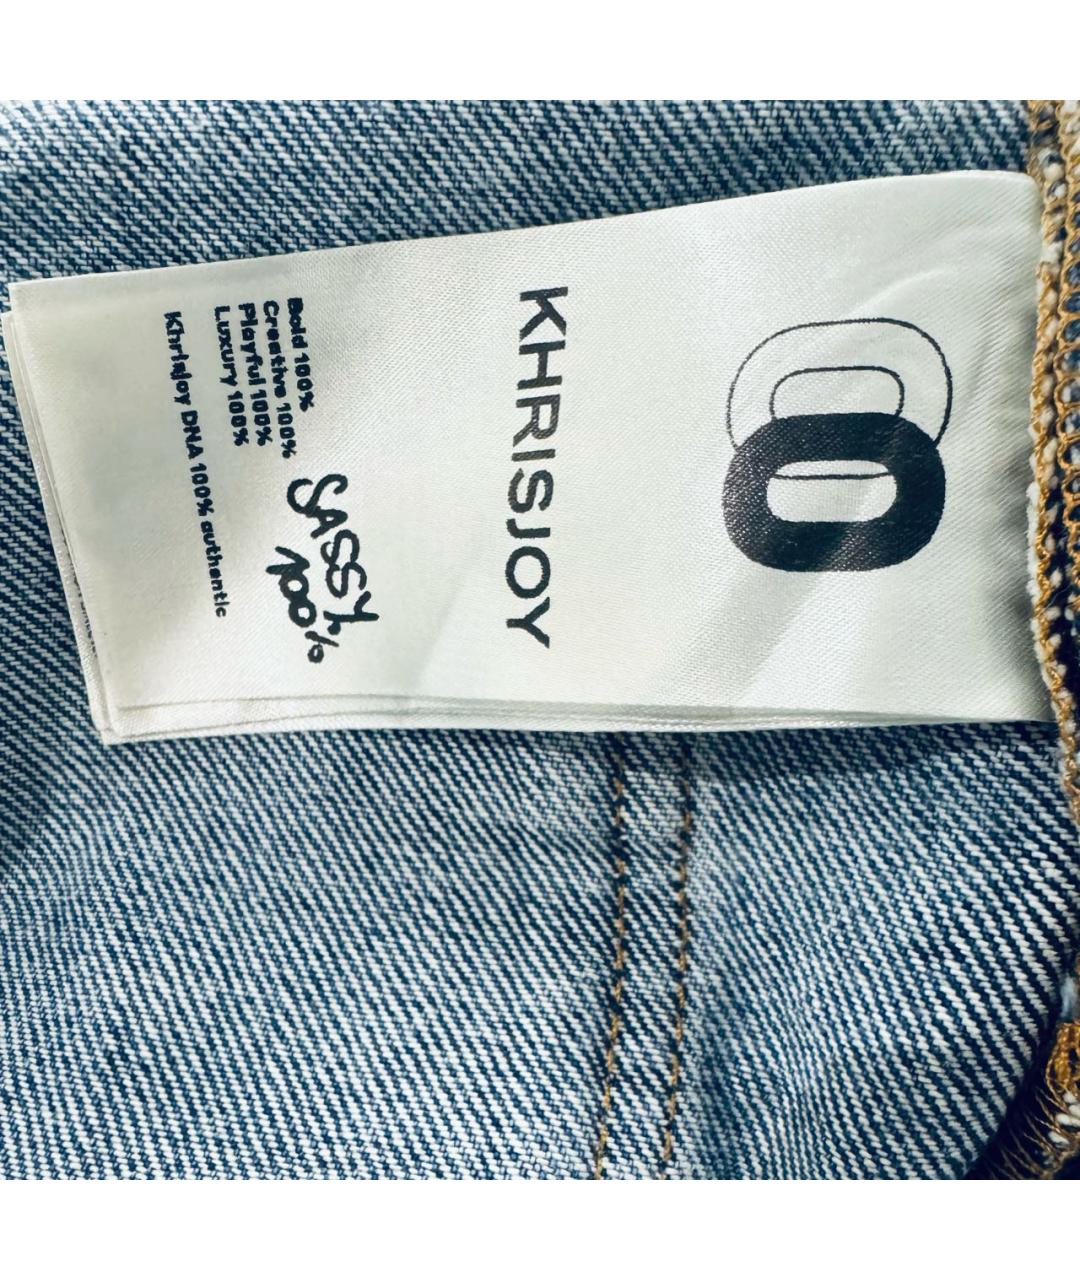 KHRISJOY
Bold 100%
Creative 100%
Playful 100%
Luxury 100%
SASSY
100%
Khrisjoy DNA 100% authentic